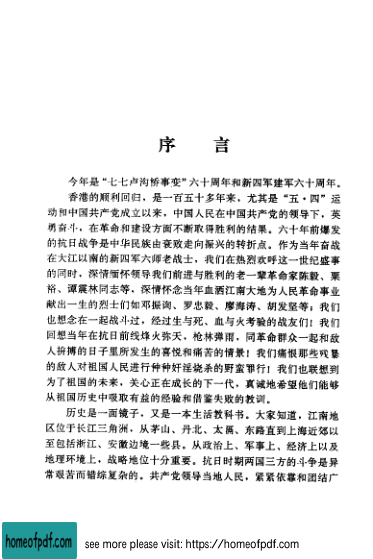 序 言
今年是“七七卢沟桥事变”六十周年和新四军建军六十周年。
香港的顺利回归，是一百五十多年来，尤其是“五·四”运
动和中国共产党成立以来，中国人民在中国共产党的领导下，英
勇奋斗，在革命和建设方面不断取得胜利的结果。六十年前爆发
的抗日战争是中华民族由衰败走向振兴的转折点。作为当年奋战
在大江以南的新四军六师老战士，我们在热烈欢呼这一世纪盛事
的同时，深情缅怀领导我们前进与胜利的老一辈革命家陈毅、粟
裕、谭震林同志等，深情怀念当年血洒江南大地为人民革命事业
献出一生的烈士们如邓振询、罗忠毅、廖海涛、胡发坚等；我们
也想念在一起战斗过，经过生与死、血与火考验的战友们！我们
回想当年在抗日前线烽火弥天，枪林弹雨，同革命群众一起和敌
人拚搏的日子里所发生的喜悦和痛苦的情景！我们痛恨那些残暴
的敌人对祖国人民进行种种奸淫烧杀的野蛮罪行！我们也联想到
为了祖国的未来，关心正在成长的下一代，真诚地希望他们能够
从祖国历史中吸取有益的经验和借鉴失败的教训。
历史是一面镜子，又是一本生活教科书。大家知道，江南地
区位于长江三角洲，从茅山、丹北、太滆、东路直到上海近郊以
至包括浙江、安徽边境一些县。从政治上、军事上、经济上以及
地理环境上，战略地位十分重要。抗日时期两国三方的斗争是异
常艰苦而错综复杂的。共产党领导当地人民，紧紧依靠和团结广
homeofpdf.com
see more please visit: https://homeofpdf.com